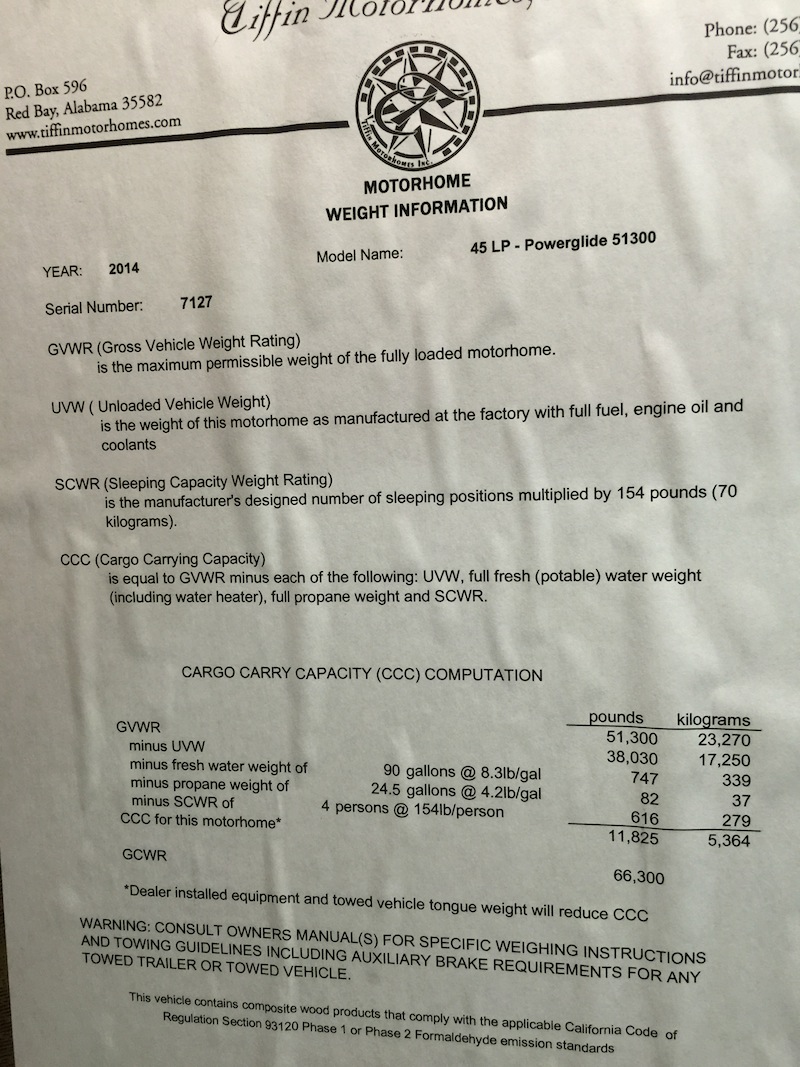 Tiffin Motorhomes,
P.O. Box 596
Red Bay, Alabama 35582
www.tiffinmotorhomes.com
Phone: (256
Fax: (256
info@tiffinmotor
Tiffin Motorhomes Inc.
MOTORHOME
WEIGHT INFORMATION
YEAR: 2014 Model Name: 45 LP - Powerglide 51300
Serial Number: 7127
GVWR (Gross Vehicle Weight Rating)
is the maximum permissible weight of the fully loaded motorhome.
UVW ( Unloaded Vehicle Weight)
is the weight of this motorhome as manufactured at the factory with full fuel, engine oil and
coolants
SCWR (Sleeping Capacity Weight Rating)
is the manufacturer's designed number of sleeping positions multiplied by 154 pounds (70
kilograms).
CCC (Cargo Carrying Capacity)
is equal to GVWR minus each of the following: UVW, full fresh (potable) water weight
(including water heater), full propane weight and SCWR.
CARGO CARRY CAPACITY (CCC) COMPUTATION
pounds kilograms
GVWR 51,300 23,270
minus UVW 38,030 17,250
minus fresh water weight of 90 gallons @ 8.3lb/gal 747 339
minus propane weight of 24.5 gallons @ 4.2lb/gal 82 37
minus SCWR of 4 persons @ 154lb/person 616 279
CCC for this motorhome* 11,825 5,364
GCWR 66,300
*Dealer installed equipment and towed vehicle tongue weight will reduce CCC
WARNING: CONSULT OWNERS MANUAL(S) FOR SPECIFIC WEIGHING INSTRUCTIONS
AND TOWING GUIDELINES INCLUDING AUXILIARY BRAKE REQUIREMENTS FOR ANY
TOWED TRAILER OR TOWED VEHICLE.
This vehicle contains composite wood products that comply with the applicable California Code of
Regulation Section 93120 Phase 1 or Phase 2 Formaldehyde emission standards